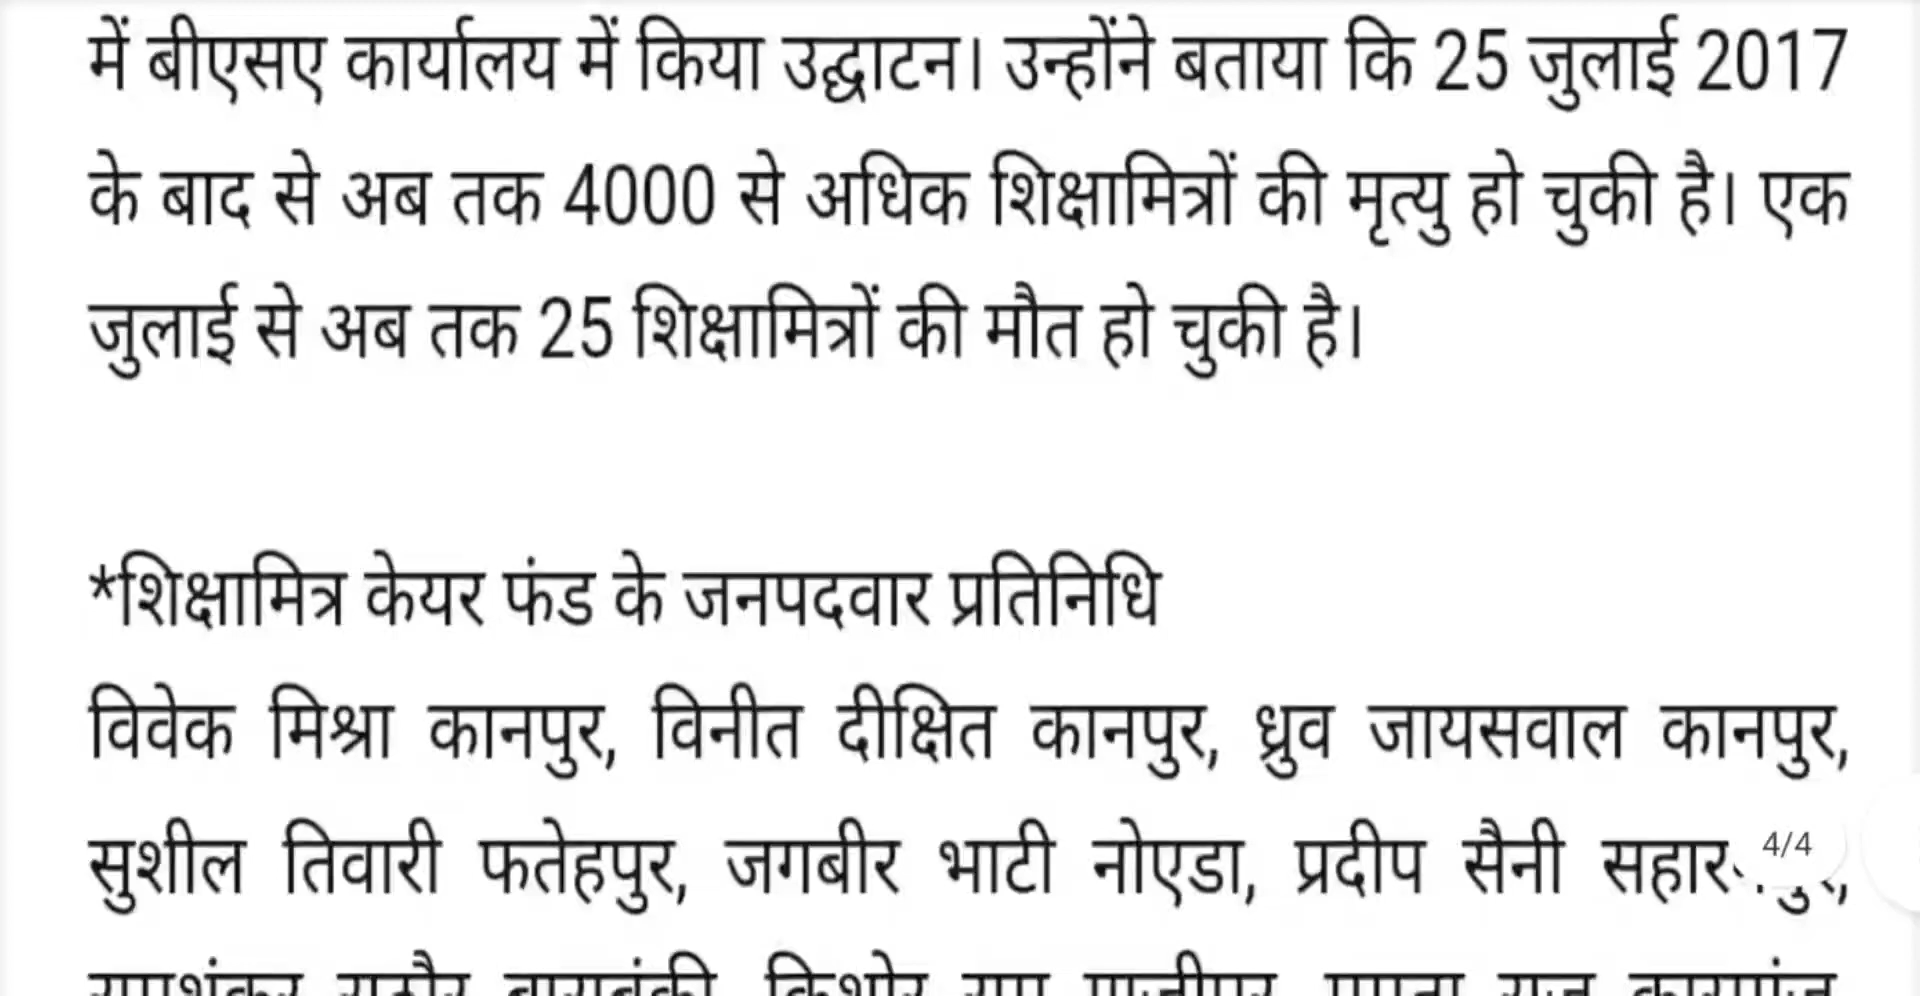 में बीएसए कार्यालय में किया उद्घाटन। उन्होंने बताया कि 25 जुलाई 2017
के बाद से अब तक 4000 से अधिक शिक्षामित्रों की मृत्यु हो चुकी है। एक
जुलाई से अब तक 25 शिक्षामित्रों की मौत हो चुकी है।
*शिक्षामित्र केयर फंड के जनपदवार प्रतिनिधि
विवेक मिश्रा कानपुर, विनीत दीक्षित कानपुर, ध्रुव जायसवाल कानपुर,
सुशील तिवारी फतेहपुर, जगबीर भाटी नोएडा, प्रदीप सैनी
4/4